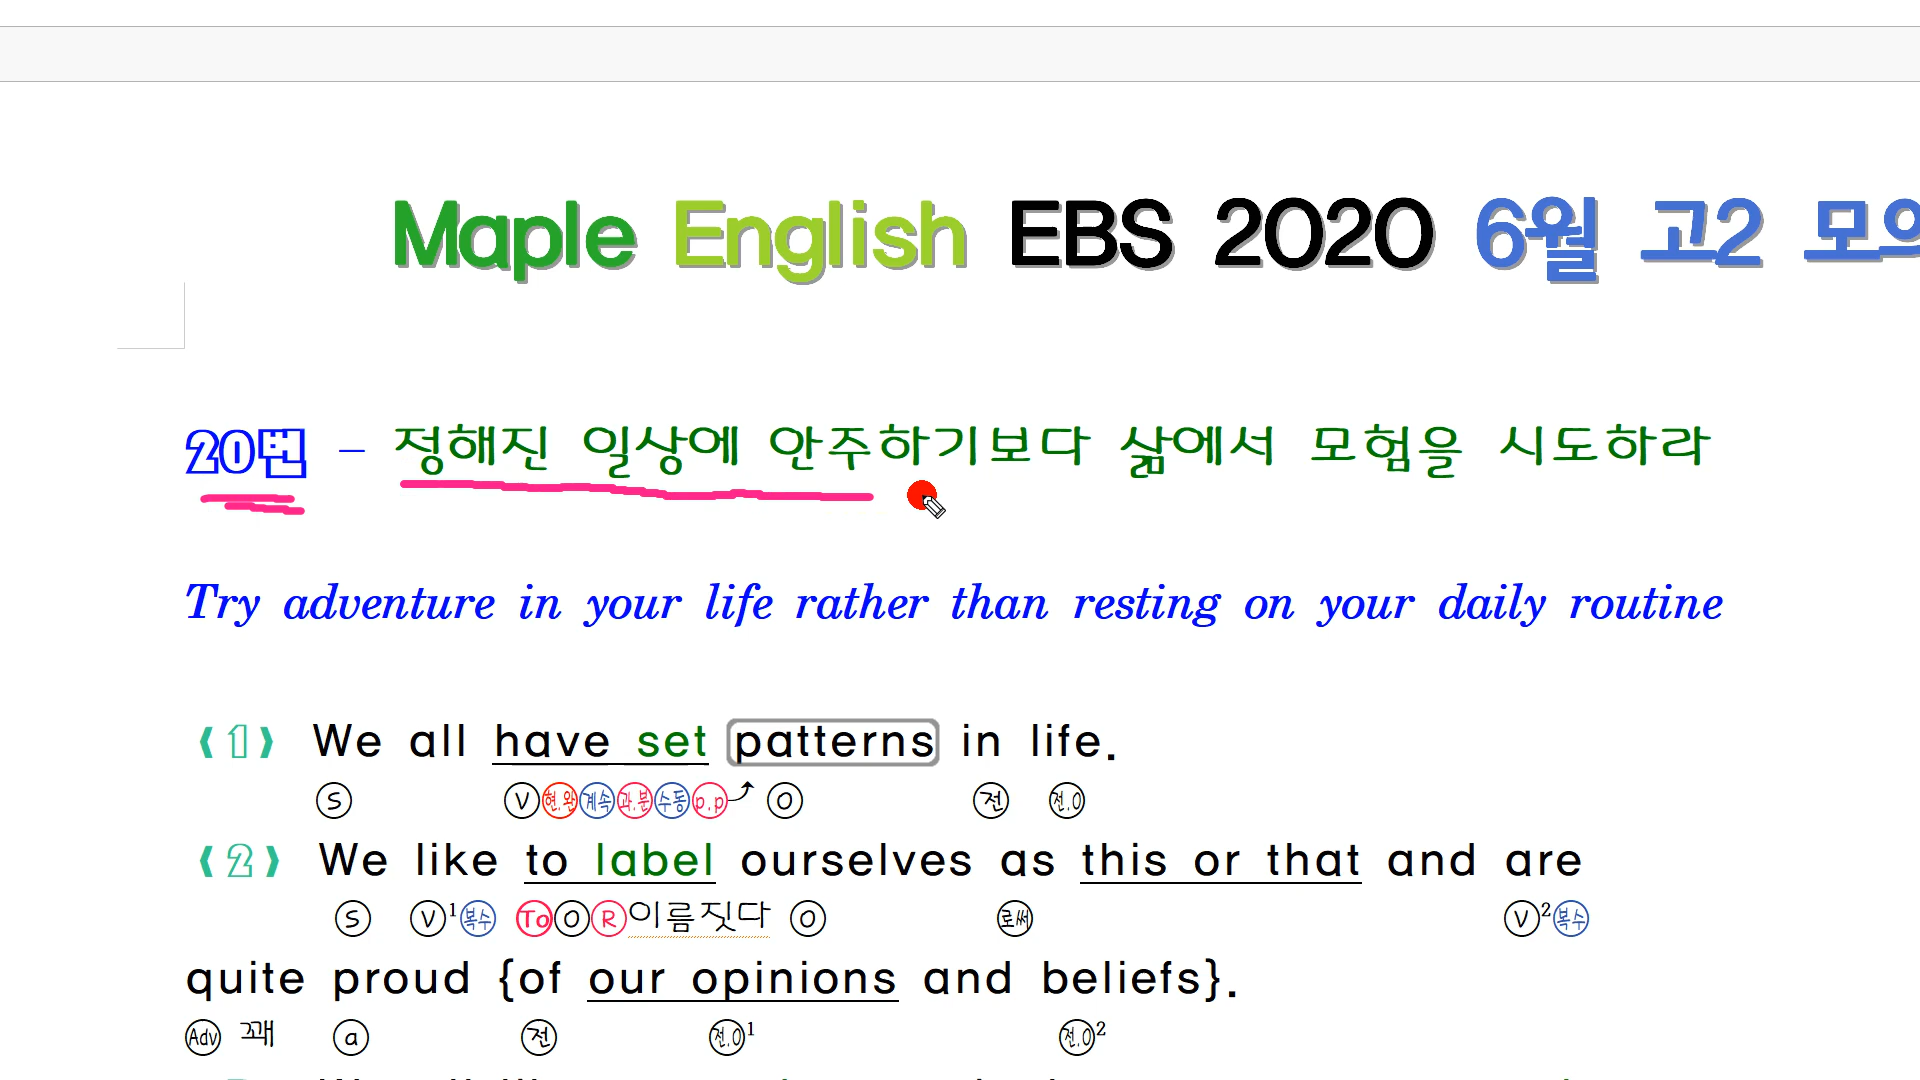 Maple English EBS 2020 6월 고2 모의
20번 - 정해진 일상에 안주하기보다 삶에서 모험을 시도하라
Try adventure in your life rather than resting on your daily routine
《1》 We all have set patterns in life.
S V 현.완 계속 과.분 수동 p.p O 전 전.O
《2》 We like to label ourselves as this or that and are
S V¹ 복수 To O R 이름짓다 O 로써 V² 복수
quite proud {of our opinions and beliefs}.
Adv 꽤 a 전 전.O¹ 전.O²